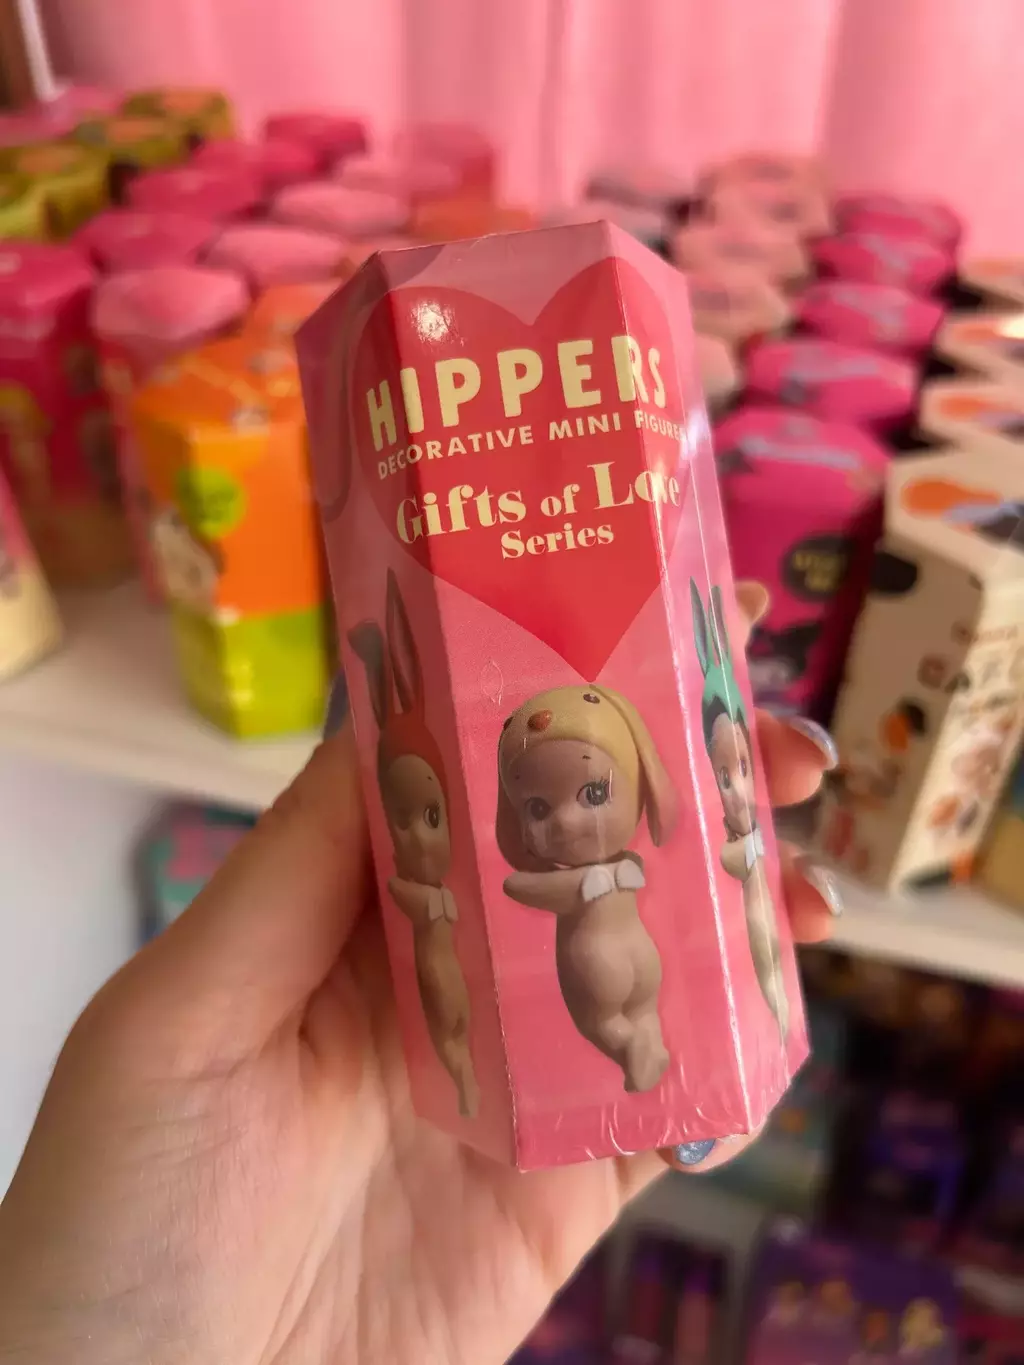 HIPPERS
DECORATIVE MINI FIGURES
Gifts of Love
Series